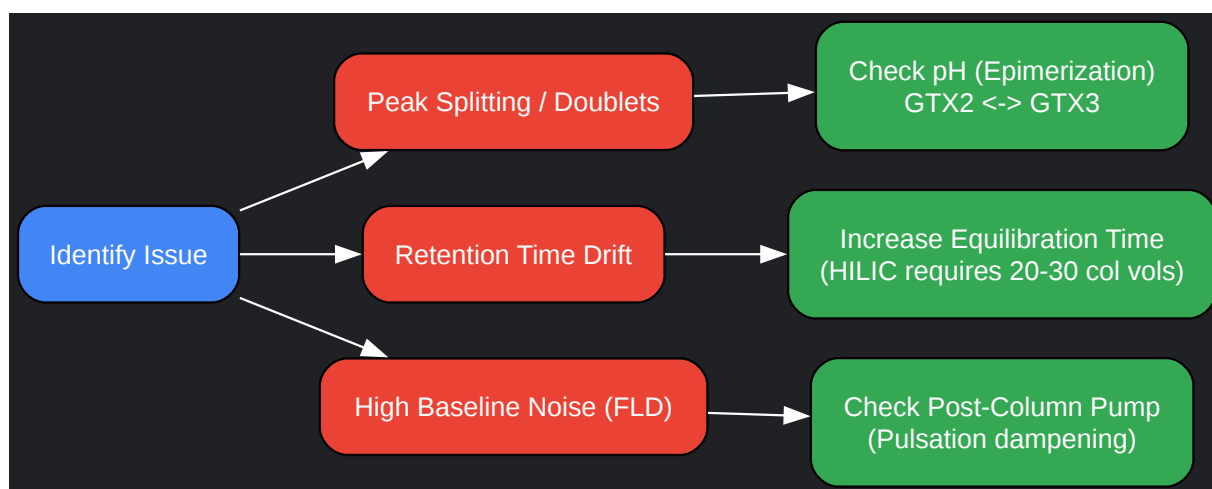 Identify Issue
Peak Splitting / Doublets
Check pH (Epimerization)
GTX2 <-> GTX3
Retention Time Drift
Increase Equilibration Time
(HILIC requires 20-30 col vols)
High Baseline Noise (FLD)
Check Post-Column Pump
(Pulsation dampening)